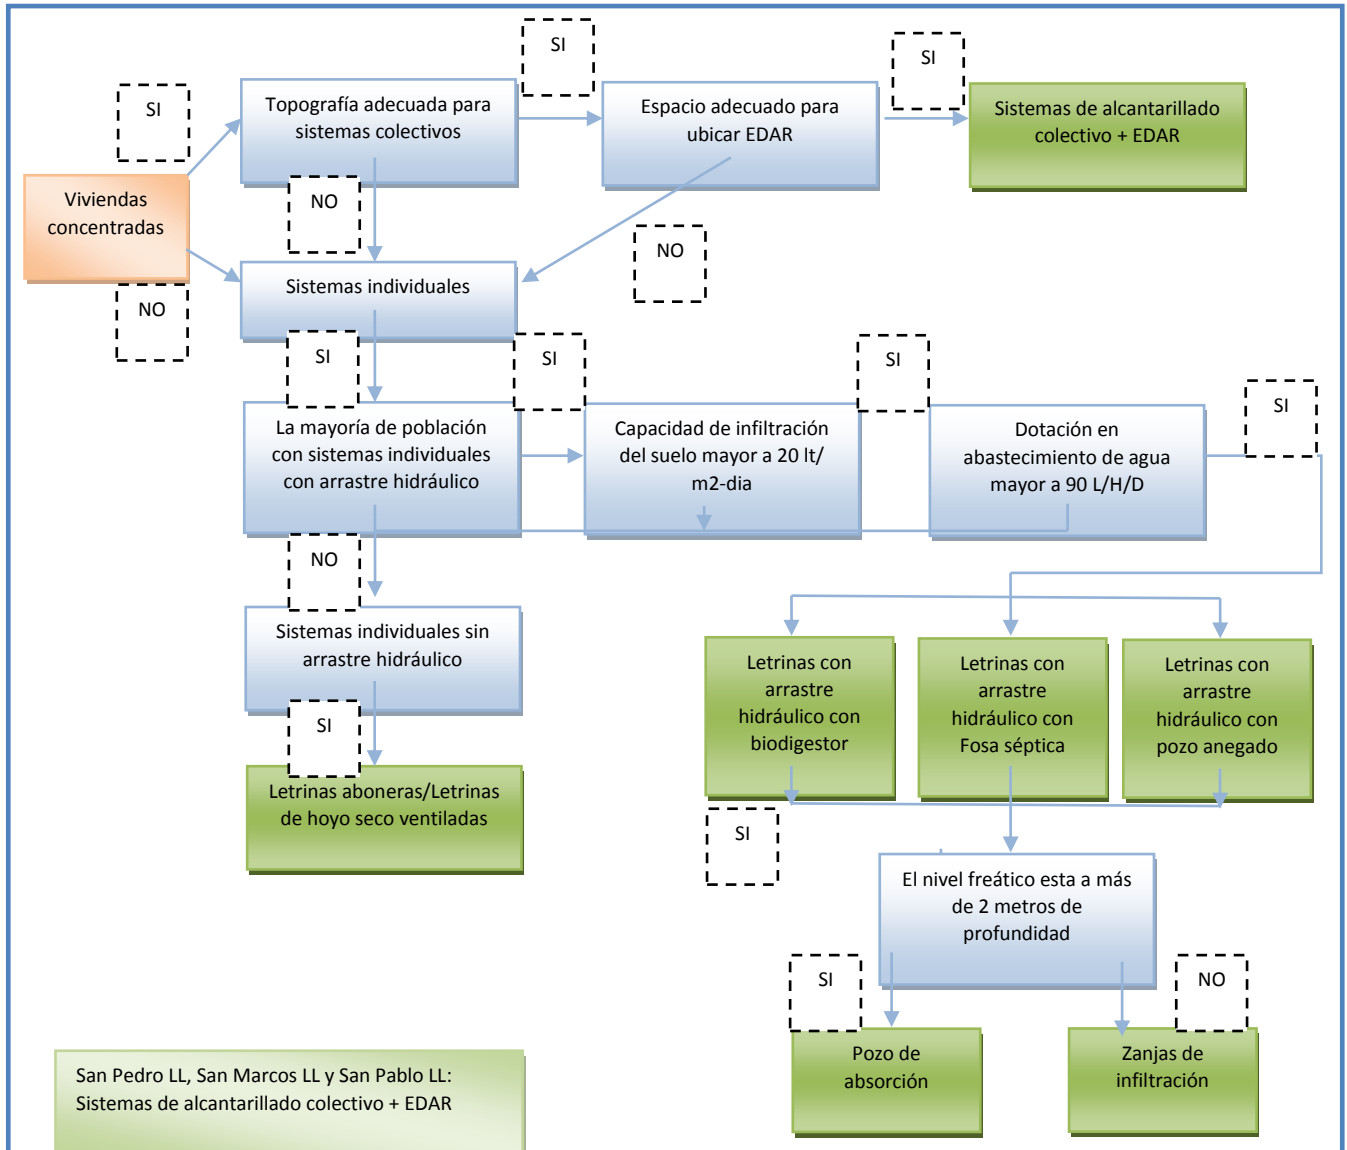 SI
SI
SI
Topografía adecuada para
sistemas colectivos
Espacio adecuado para
ubicar EDAR
Sistemas de alcantarillado
colectivo + EDAR
Viviendas
concentradas
NO
NO
NO
Sistemas individuales
SI
SI
SI
SI
La mayoría de población
con sistemas individuales
con arrastre hidráulico
Capacidad de infiltración
del suelo mayor a 20 lt/
m2-dia
Dotación en
abastecimiento de agua
mayor a 90 L/H/D
NO
Sistemas individuales sin
arrastre hidráulico
Letrinas con
arrastre
hidráulico con
biodigestor
Letrinas con
arrastre
hidráulico con
Fosa séptica
Letrinas con
arrastre
hidráulico con
pozo anegado
SI
Letrinas aboneras/Letrinas
de hoyo seco ventiladas
SI
El nivel freático esta a más
de 2 metros de
profundidad
SI
NO
Pozo de
absorción
Zanjas de
infiltración
San Pedro LL, San Marcos LL y San Pablo LL:
Sistemas de alcantarillado colectivo + EDAR